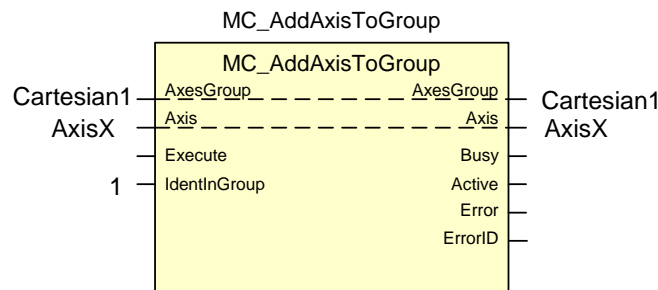 MC_AddAxisToGroup
MC_AddAxisToGroup
Cartesian1 AxesGroup AxesGroup Cartesian1
AxisX Axis Axis AxisX
Execute Busy
1 IdentInGroup Active
Error
ErrorID